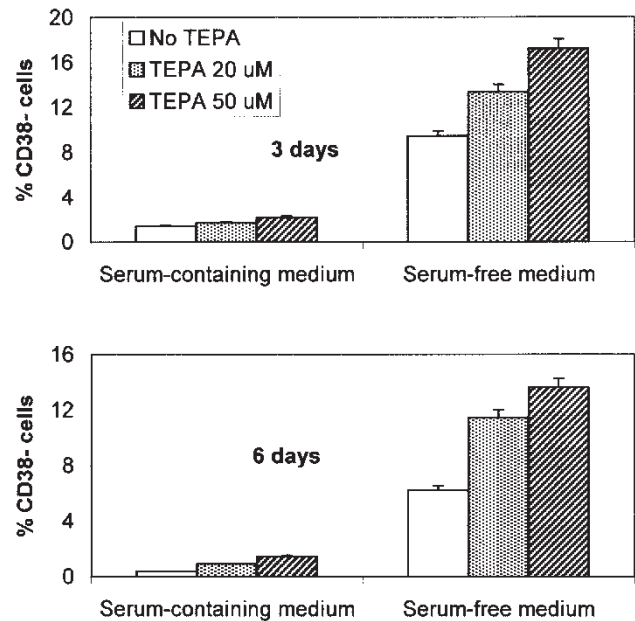 20
16
12
8
4
0
% CD38- cells
No TEPA
TEPA 20 uM
TEPA 50 uM
3 days
Serum-containing medium
Serum-free medium
16
12
8
4
0
% CD38- cells
6 days
Serum-containing medium
Serum-free medium